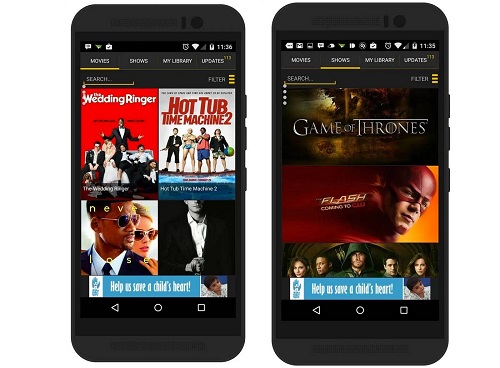 11:36
MOVIES SHOWS MY LIBRARY UPDATES 113
SEARCH... FILTER
the
Wedding Ringer
The Wedding Ringer
HOT TUB
TIME MACHINE 2
Hot Tub Time Machine 2
never
lose
Help us save a child's heart!
11:35
MOVIES SHOWS MY LIBRARY UPDATES 113
SEARCH... FILTER
GAME OF THRONES
THE FLASH
COMING TO CW
Help us save a child's heart!